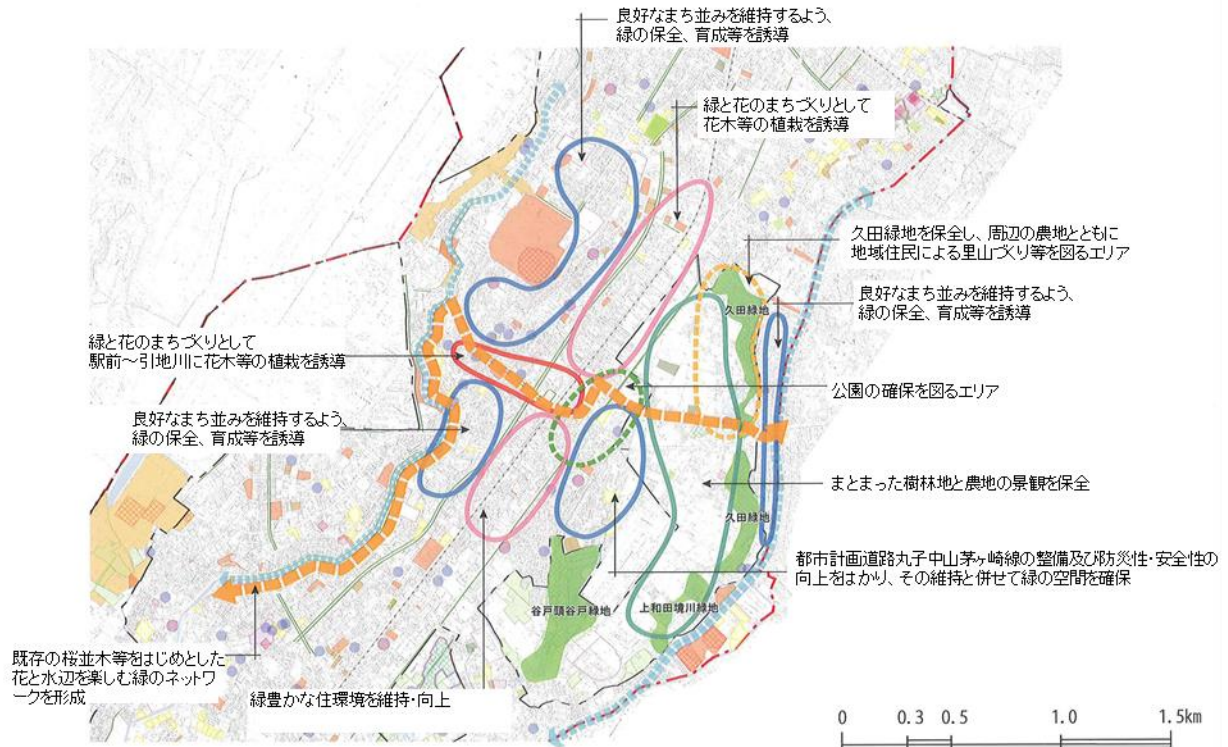 良好なまち並みを維持するよう、
緑の保全、育成等を誘導
緑と花のまちづくりとして
花木等の植栽を誘導
久田緑地を保全し、周辺の農地とともに
地域住民による里山づくり等を図るエリア
良好なまち並みを維持するよう、
緑の保全、育成等を誘導
久田緑地
緑と花のまちづくりとして
駅前～引地川に花木等の植栽を誘導
公園の確保を図るエリア
良好なまち並みを維持するよう、
緑の保全、育成等を誘導
まとまった樹林地と農地の景観を保全
久田緑地
都市計画道路丸子中山茅ヶ崎線の整備及び防災性・安全性の
向上をはかり、その維持と併せて緑の空間を確保
谷戸頭谷戸緑地
上和田境川緑地
既存の桜並木等をはじめとした
花と水辺を楽しむ緑のネットワ
ークを形成
緑豊かな住環境を維持・向上
0 0.3 0.5 1.0 1.5km